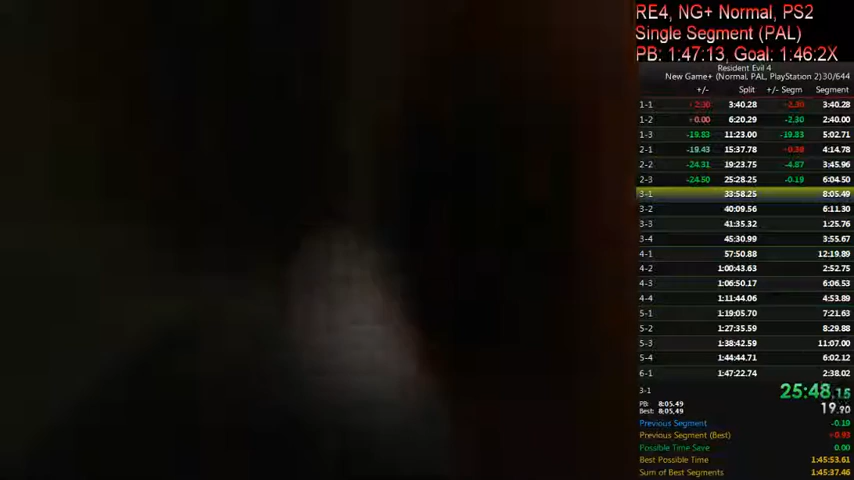 RE4, NG+ Normal, PS2
Single Segment (PAL)
PB: 1:47:13, Goal: 1:46:2X
Resident Evil 4
New Game+ (Normal, PAL, PlayStation 2) 30/644
+/- Split +/- Segm Segment
1-1 +2.30 3:40.28 +2.30 3:40.28
1-2 +0.00 6:20.29 -2.30 2:40.00
1-3 -19.83 11:23.00 -19.83 5:02.71
2-1 -19.43 15:37.78 +0.38 4:14.78
2-2 -24.31 19:23.75 -4.87 3:45.96
2-3 -24.50 25:28.25 -0.19 6:04.50
3-1 33:58.25 8:05.49
3-2 40:09.56 6:11.30
3-3 41:35.32 1:25.76
3-4 45:30.99 3:55.67
4-1 57:50.88 12:19.89
4-2 1:00:43.63 2:52.75
4-3 1:06:50.17 6:06.53
4-4 1:11:44.06 4:53.89
5-1 1:19:05.70 7:21.63
5-2 1:27:35.59 8:29.88
5-3 1:38:42.59 11:07.00
5-4 1:44:44.71 6:02.12
6-1 1:47:22.74 2:38.02
3-1 25:48.15
PB: 8:05.49
Best: 8:05.49 19.90
Previous Segment -0.19
Previous Segment (Best) +0.93
Possible Time Save 0.00
Best Possible Time 1:45:53.61
Sum of Best Segments 1:45:37.46